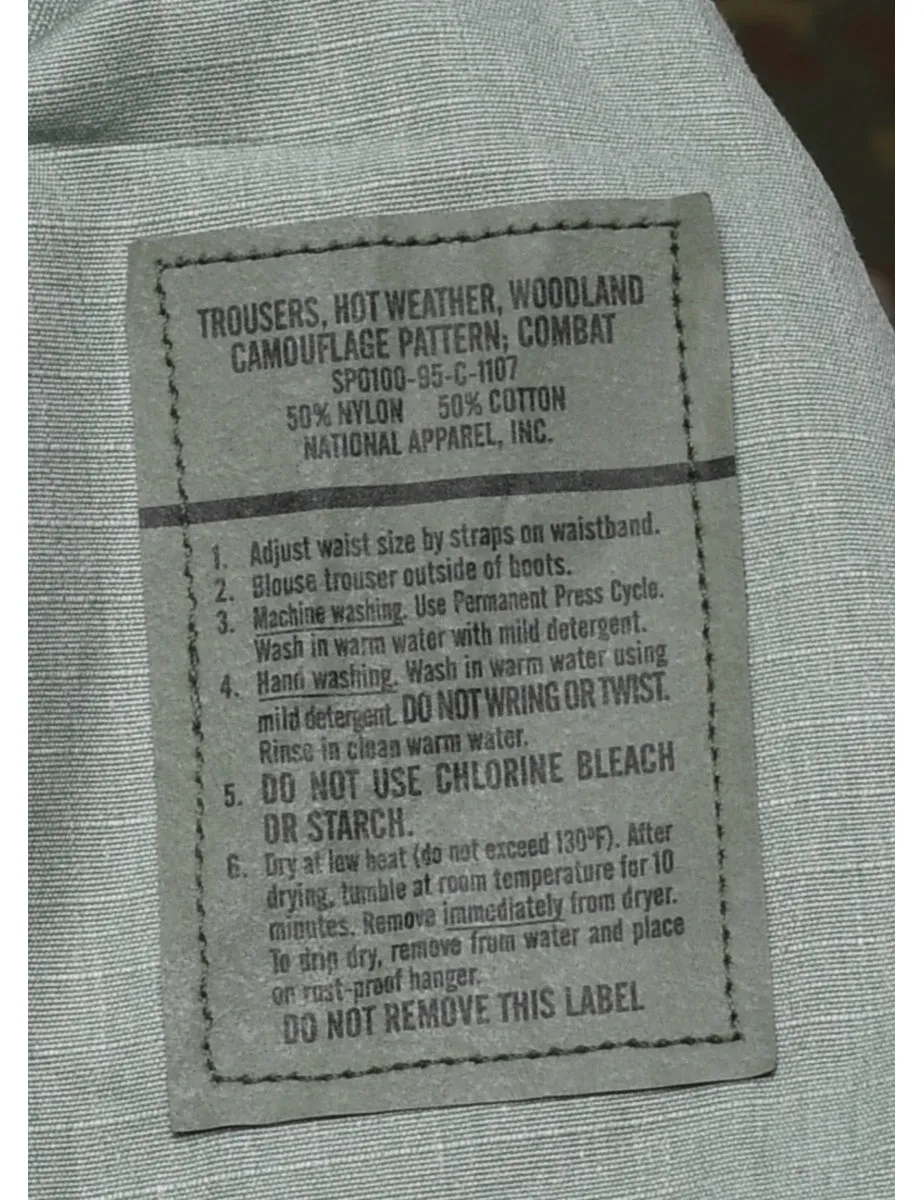 TROUSERS, HOT WEATHER, WOODLAND
CAMOUFLAGE PATTERN; COMBAT
SPO100-95-C-1107
50% NYLON 50% COTTON
NATIONAL APPAREL, INC.
1. Adjust waist size by straps on waistband.
2. Blouse trouser outside of boots.
3. Machine washing. Use Permanent Press Cycle.
Wash in warm water with mild detergent.
4. Hand washing. Wash in warm water using
mild detergent. DO NOT WRING OR TWIST.
Rinse in clean warm water.
5. DO NOT USE CHLORINE BLEACH
OR STARCH.
6. Dry at low heat (do not exceed 130°F). After
drying, tumble at room temperature for 10
minutes. Remove immediately from dryer.
To drip dry, remove from water and place
on rust-proof hanger.
DO NOT REMOVE THIS LABEL